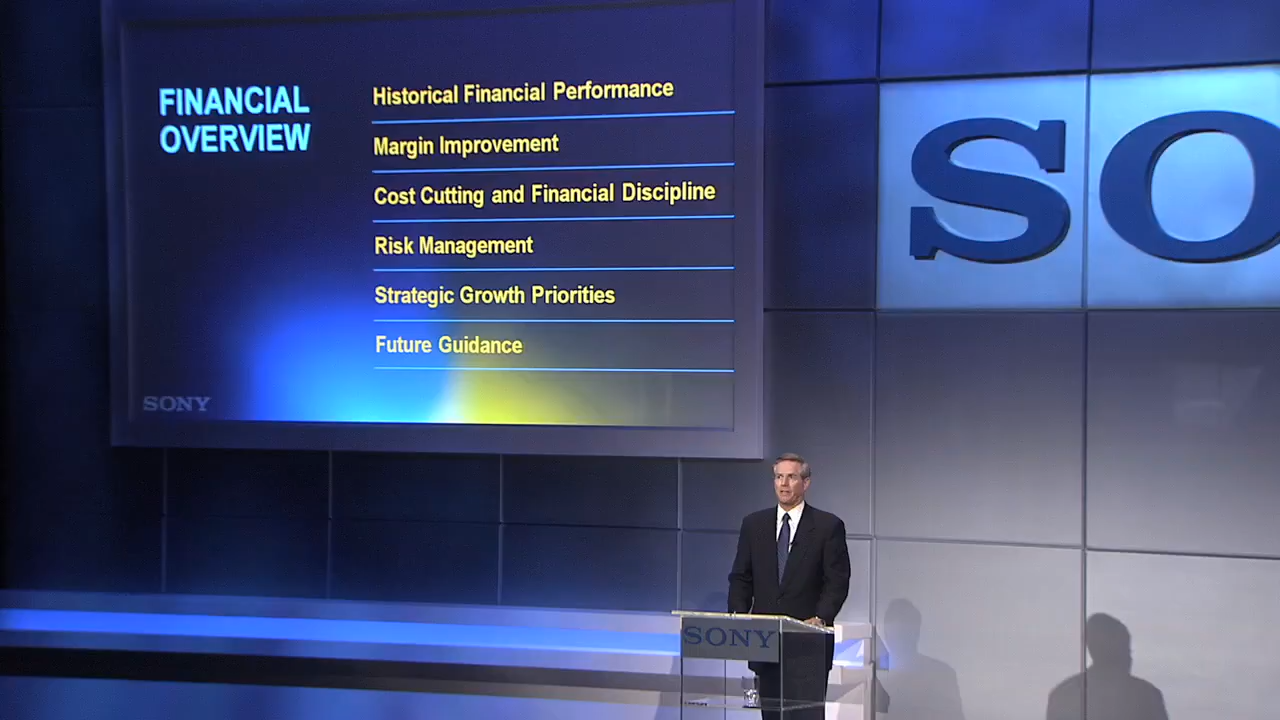 FINANCIAL
OVERVIEW
Historical Financial Performance
Margin Improvement
Cost Cutting and Financial Discipline
Risk Management
Strategic Growth Priorities
Future Guidance
SONY
SO
SONY